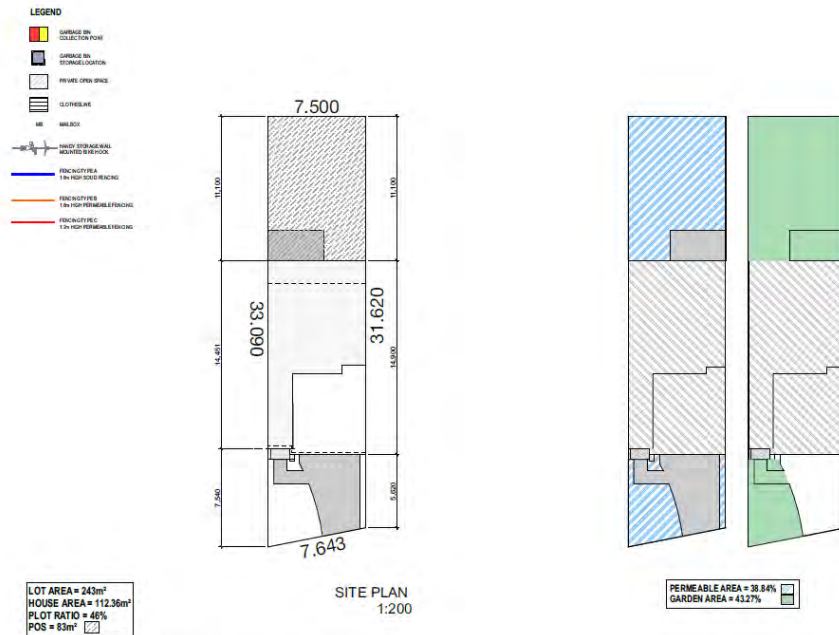 LEGEND
GARBAGE BIN
COLLECTION POINT
GARBAGE BIN
STORAGE LOCATION
PRIVATE OPEN SPACE
CLOTHESLINE
MB MAILBOX
HANDY STORAGE WALL
MOUNTED BIKE HOOK
FENCING TYPE A
1.8m HIGH SOLID FENCING
FENCING TYPE B
1.8m HIGH PERMEABLE FENCING
FENCING TYPE C
1.2m HIGH PERMEABLE FENCING
7.500
11,100
11,100
33.090
31.620
14,451
14,900
7,540
5,620
7.643
SITE PLAN
1:200
LOT AREA = 243m²
HOUSE AREA = 112.36m²
PLOT RATIO = 46%
POS = 83m²
PERMEABLE AREA = 38.84%
GARDEN AREA = 43.27%